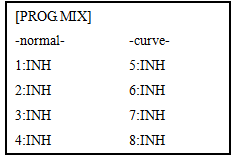 [PROG.MIX]
-normal- -curve-
1:INH 5:INH
2:INH 6:INH
3:INH 7:INH
4:INH 8:INH